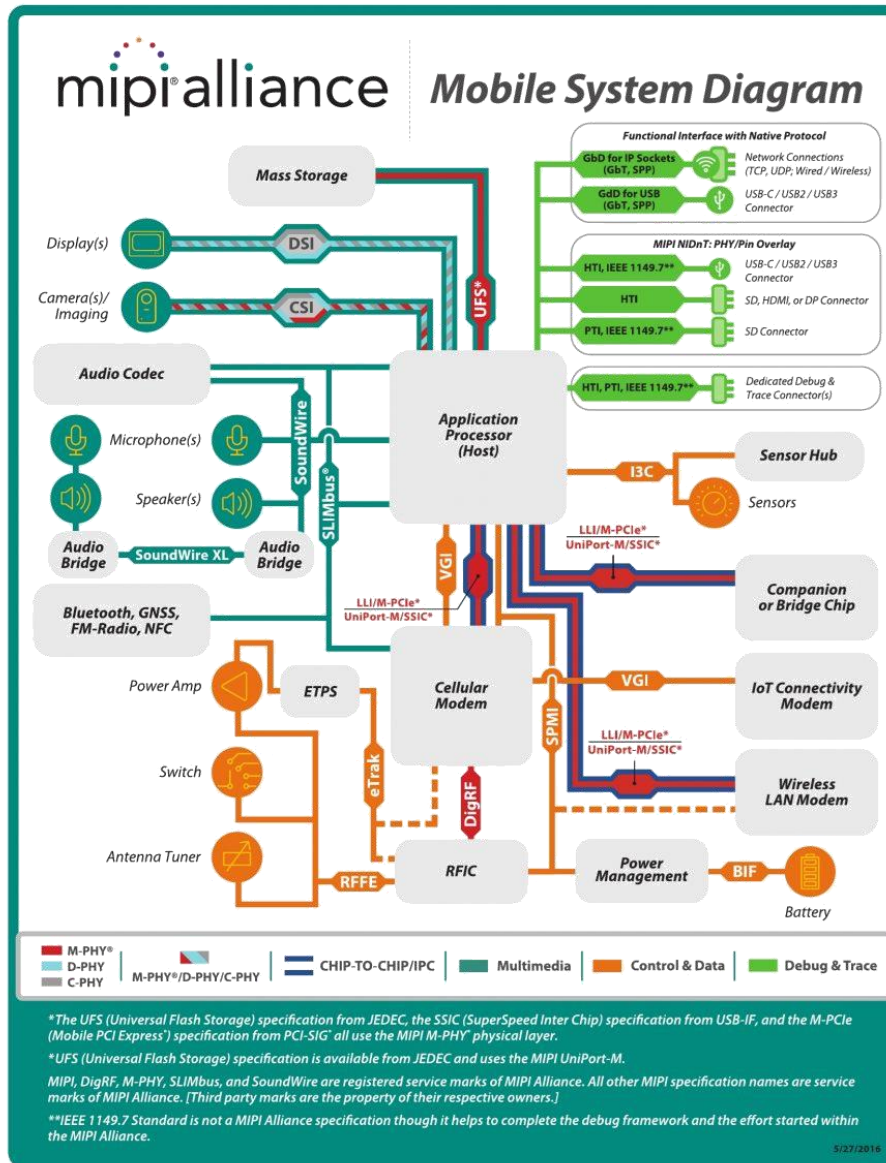 mipi® alliance
Mobile System Diagram
Functional Interface with Native Protocol
GbD for IP Sockets
(GbT, SPP)
Network Connections
(TCP, UDP; Wired / Wireless)
GdD for USB
(GbT, SPP)
USB-C / USB2 / USB3
Connector
MIPI NIDnT: PHY/Pin Overlay
HTI, IEEE 1149.7**
USB-C / USB2 / USB3
Connector
HTI
SD, HDMI, or DP Connector
PTI, IEEE 1149.7**
SD Connector
HTI, PTI, IEEE 1149.7**
Dedicated Debug &
Trace Connector(s)
Mass Storage
Display(s)
DSI
Camera(s)/
Imaging
CSI
UFS*
Audio Codec
Application
Processor
(Host)
Microphone(s)
SoundWire
SLIMbus®
Speaker(s)
Audio
Bridge
SoundWire XL
Audio
Bridge
I3C
Sensor Hub
Sensors
VGI
LLI/M-PCIe*
UniPort-M/SSIC*
LLI/M-PCIe*
UniPort-M/SSIC*
Companion
or Bridge Chip
Bluetooth, GNSS,
FM-Radio, NFC
Cellular
Modem
VGI
IoT Connectivity
Modem
Power Amp
ETPS
SPMI
LLI/M-PCIe*
UniPort-M/SSIC*
Wireless
LAN Modem
Switch
eTrak
DigRF
Antenna Tuner
RFFE
RFIC
Power
Management
BIF
Battery
M-PHY®
D-PHY
C-PHY
M-PHY®/D-PHY/C-PHY
CHIP-TO-CHIP/IPC
Multimedia
Control & Data
Debug & Trace
*The UFS (Universal Flash Storage) specification from JEDEC, the SSIC (SuperSpeed Inter Chip) specification from USB-IF, and the M-PCIe
(Mobile PCI Express®) specification from PCI-SIG® all use the MIPI M-PHY® physical layer.
*UFS (Universal Flash Storage) specification is available from JEDEC and uses the MIPI UniPort-M.
MIPI, DigRF, M-PHY, SLIMbus, and SoundWire are registered service marks of MIPI Alliance. All other MIPI specification names are service
marks of MIPI Alliance. [Third party marks are the property of their respective owners.]
**IEEE 1149.7 Standard is not a MIPI Alliance specification though it helps to complete the debug framework and the effort started within
the MIPI Alliance.
5/27/2016